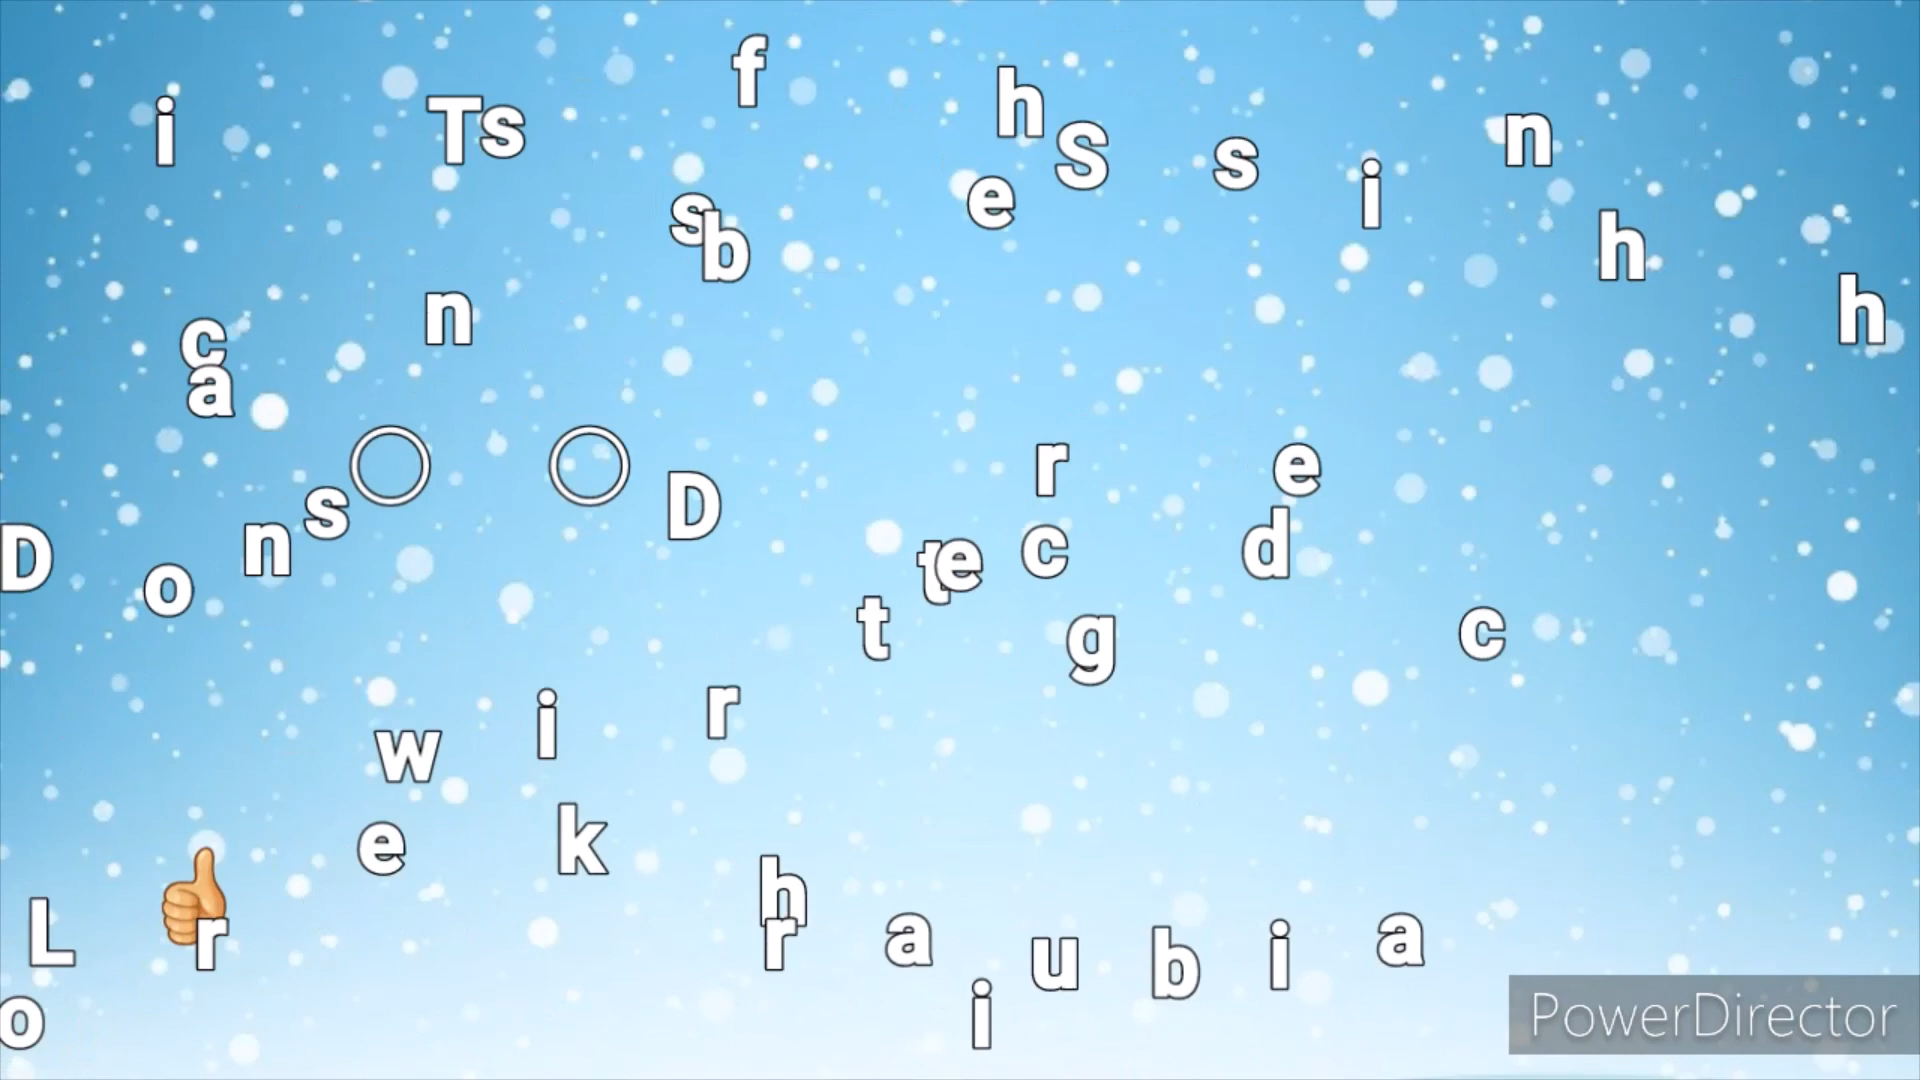 f
i Ts h S s i n
s b e h
n h
c
a
s r e
D o n D t e c d
t g c
w i r
e k
h
L 👍 r r a u b i a
o i
PowerDirector